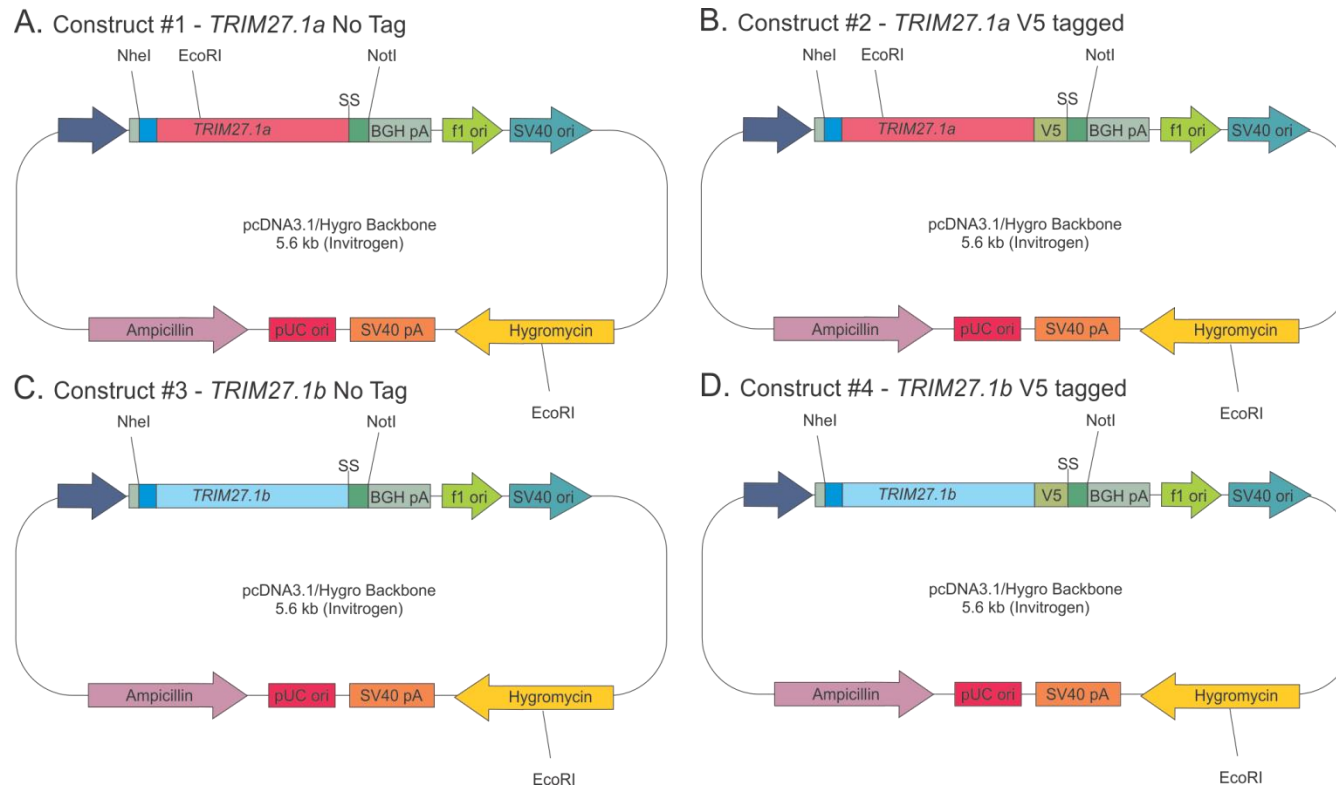 A. Construct #1 - TRIM27.1a No Tag
NheI EcoRI NotI
SS
TRIM27.1a BGH pA f1 ori SV40 ori
pcDNA3.1/Hygro Backbone
5.6 kb (Invitrogen)
Ampicillin pUC ori SV40 pA Hygromycin
EcoRI
B. Construct #2 - TRIM27.1a V5 tagged
NheI EcoRI NotI
SS
TRIM27.1a V5 BGH pA f1 ori SV40 ori
pcDNA3.1/Hygro Backbone
5.6 kb (Invitrogen)
Ampicillin pUC ori SV40 pA Hygromycin
EcoRI
C. Construct #3 - TRIM27.1b No Tag
NheI NotI
SS
TRIM27.1b BGH pA f1 ori SV40 ori
pcDNA3.1/Hygro Backbone
5.6 kb (Invitrogen)
Ampicillin pUC ori SV40 pA Hygromycin
EcoRI
D. Construct #4 - TRIM27.1b V5 tagged
NheI NotI
SS
TRIM27.1b V5 BGH pA f1 ori SV40 ori
pcDNA3.1/Hygro Backbone
5.6 kb (Invitrogen)
Ampicillin pUC ori SV40 pA Hygromycin
EcoRI